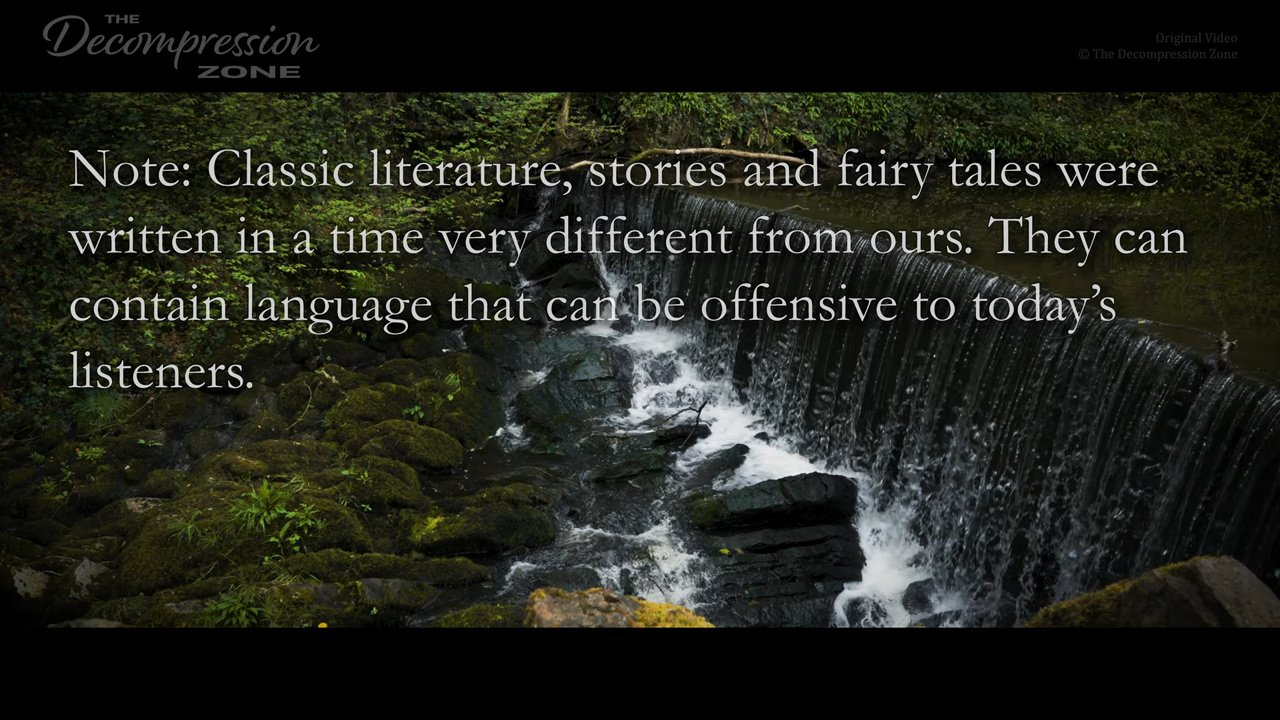 THE
Decompression
ZONE
Original Video
© The Decompression Zone
Note: Classic literature, stories and fairy tales were
written in a time very different from ours. They can
contain language that can be offensive to today’s
listeners.